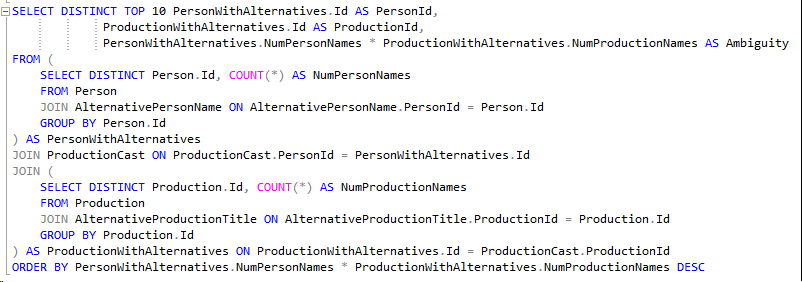 SELECT DISTINCT TOP 10 PersonWithAlternatives.Id AS PersonId,
ProductionWithAlternatives.Id AS ProductionId,
PersonWithAlternatives.NumPersonNames * ProductionWithAlternatives.NumProductionNames AS Ambiguity
FROM (
SELECT DISTINCT Person.Id, COUNT(*) AS NumPersonNames
FROM Person
JOIN AlternativePersonName ON AlternativePersonName.PersonId = Person.Id
GROUP BY Person.Id
) AS PersonWithAlternatives
JOIN ProductionCast ON ProductionCast.PersonId = PersonWithAlternatives.Id
JOIN (
SELECT DISTINCT Production.Id, COUNT(*) AS NumProductionNames
FROM Production
JOIN AlternativeProductionTitle ON AlternativeProductionTitle.ProductionId = Production.Id
GROUP BY Production.Id
) AS ProductionWithAlternatives ON ProductionWithAlternatives.Id = ProductionCast.ProductionId
ORDER BY PersonWithAlternatives.NumPersonNames * ProductionWithAlternatives.NumProductionNames DESC